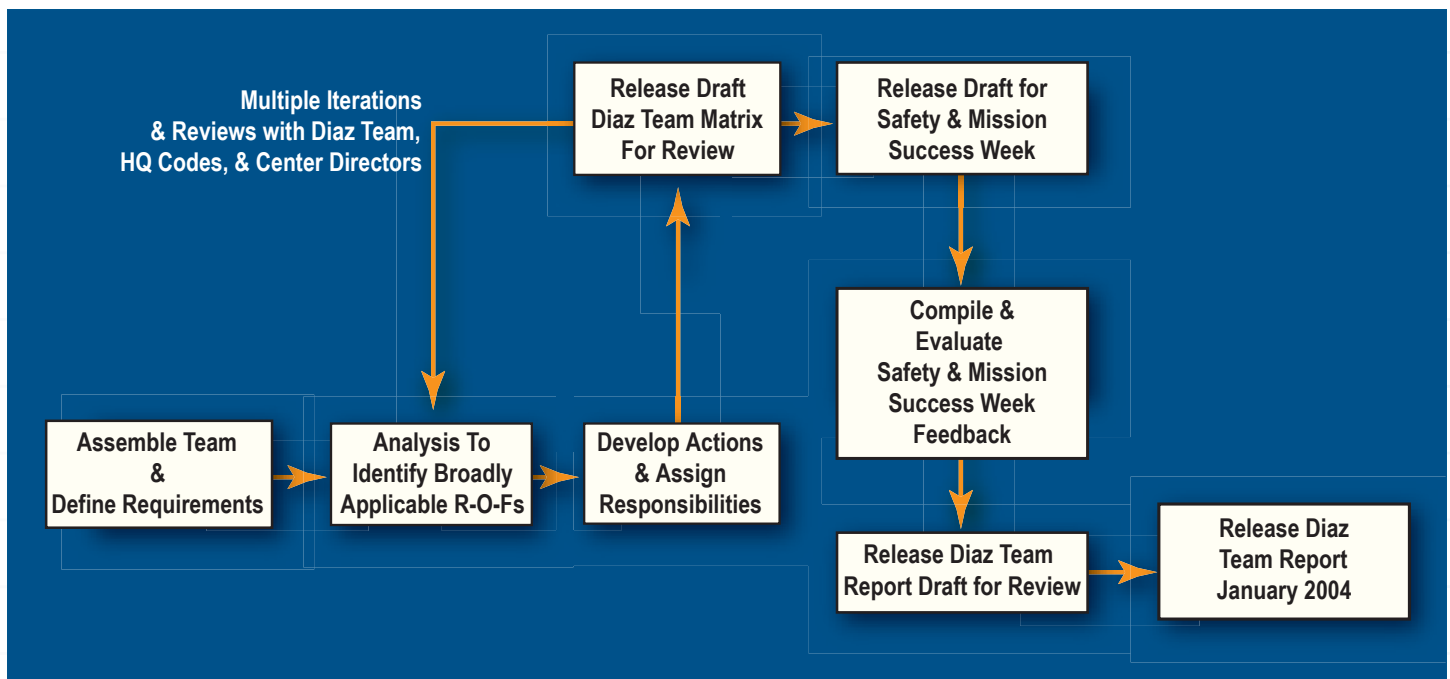 Multiple Iterations
& Reviews with Diaz Team,
HQ Codes, & Center Directors
Release Draft
Diaz Team Matrix
For Review
Release Draft for
Safety & Mission
Success Week
Compile &
Evaluate
Safety & Mission
Success Week
Feedback
Assemble Team
&
Define Requirements
Analysis To
Identify Broadly
Applicable R-O-Fs
Develop Actions
& Assign
Responsibilities
Release Diaz Team
Report Draft for Review
Release Diaz
Team Report
January 2004